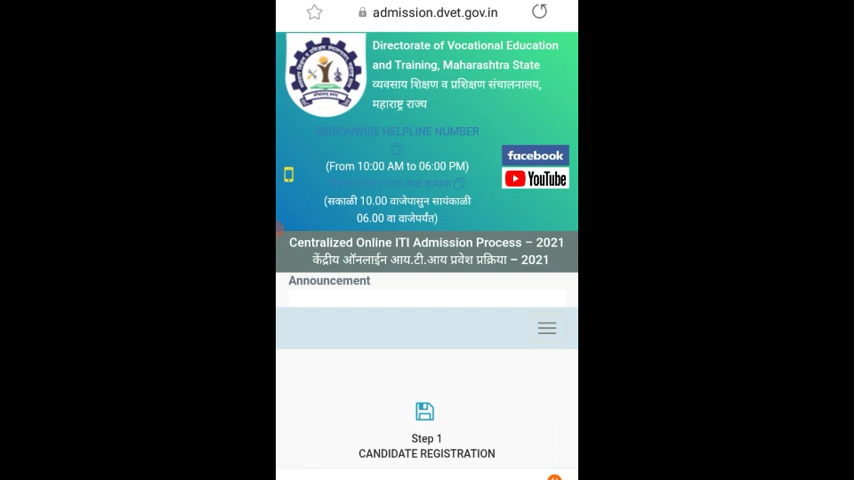 admission.dvet.gov.in
Directorate of Vocational Education
and Training, Maharashtra State
व्यवसाय शिक्षण व प्रशिक्षण संचालनालय,
महाराष्ट्र राज्य
REGIONWISE HELPLINE NUMBER
(From 10:00 AM to 06:00 PM)
(सकाळी 10.00 वाजेपासुन सायंकाळी
06.00 वा वाजेपर्यंत)
facebook
YouTube
Centralized Online ITI Admission Process – 2021
केंद्रीय ऑनलाईन आय.टी.आय प्रवेश प्रक्रिया – 2021
Announcement
Step 1
CANDIDATE REGISTRATION